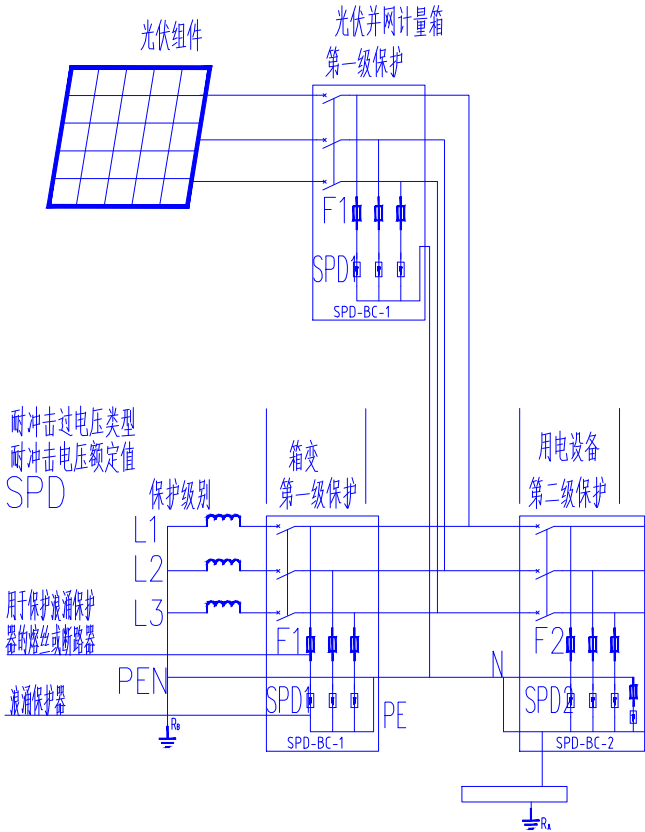 光伏组件
光伏并网计量箱
第一级保护
F1
SPD1
SPD-BC-1
耐冲击过电压类型
耐冲击电压额定值
SPD
保护级别
箱变
第一级保护
用电设备
第二级保护
L1
L2
L3
用于保护浪涌保护
器的熔丝或断路器
F1
F2
PEN
N
浪涌保护器
SPD1
PE
SPD2
RB
SPD-BC-1
SPD-BC-2
RA